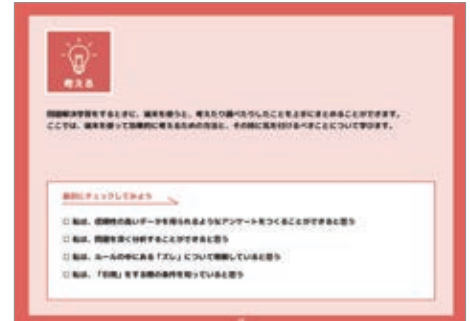 考える
問題解決学習をするときに、端末を使うと、考えたり調べたりしたことを上手にまとめることができます。
ここでは、端末を使って効果的に考えるための方法と、その際に気を付けるべきことについて学びます。
最初にチェックしてみよう
□ 私は、信頼性の高いデータを得られるようなアンケートをつくることができると思う
□ 私は、問題を深く分析することができると思う
□ 私は、ルールの中にある「ズレ」について理解していると思う
□ 私は、「引用」をする際の条件を知っていると思う